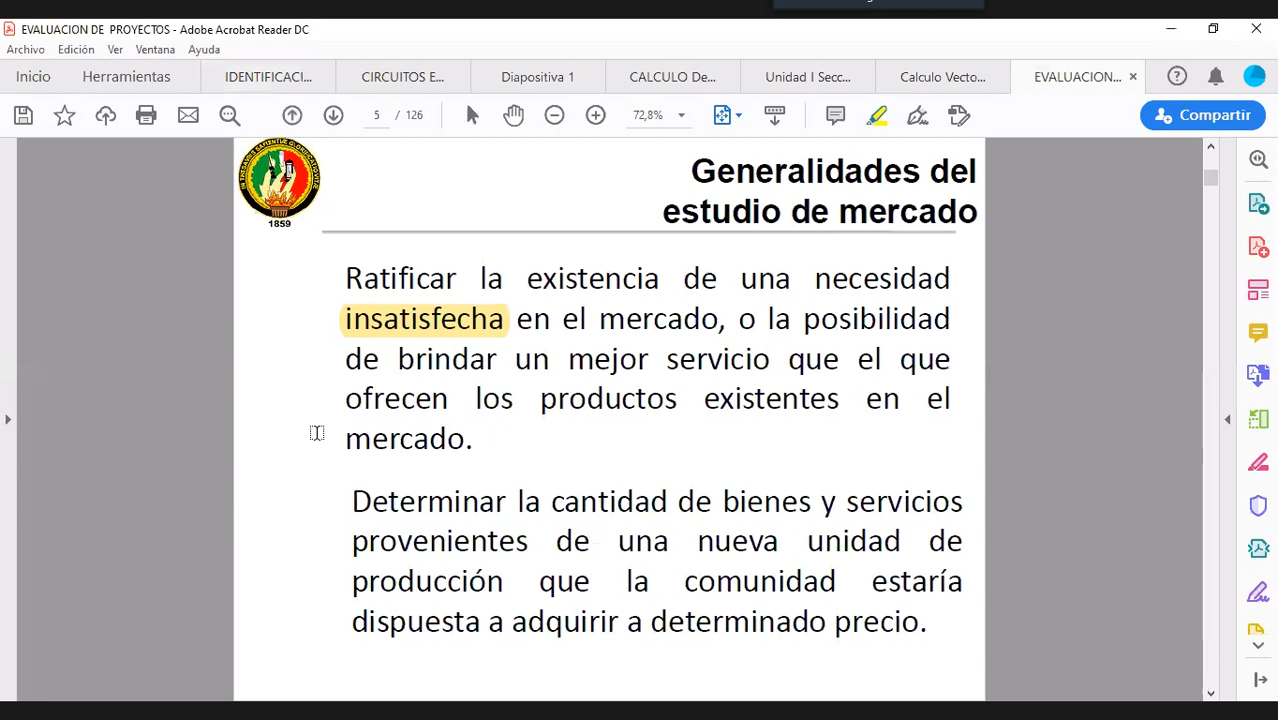 EVALUACION DE PROYECTOS - Adobe Acrobat Reader DC
Archivo Edición Ver Ventana Ayuda
Inicio Herramientas IDENTIFICACI... CIRCUITOS E... Diapositiva 1 CALCULO De... Unidad I Secc... Calculo Vecto... EVALUACION...
5 / 126 72,8% Compartir
Generalidades del
estudio de mercado
1859
Ratificar la existencia de una necesidad
insatisfecha en el mercado, o la posibilidad
de brindar un mejor servicio que el que
ofrecen los productos existentes en el
mercado.
Determinar la cantidad de bienes y servicios
provenientes de una nueva unidad de
producción que la comunidad estaría
dispuesta a adquirir a determinado precio.